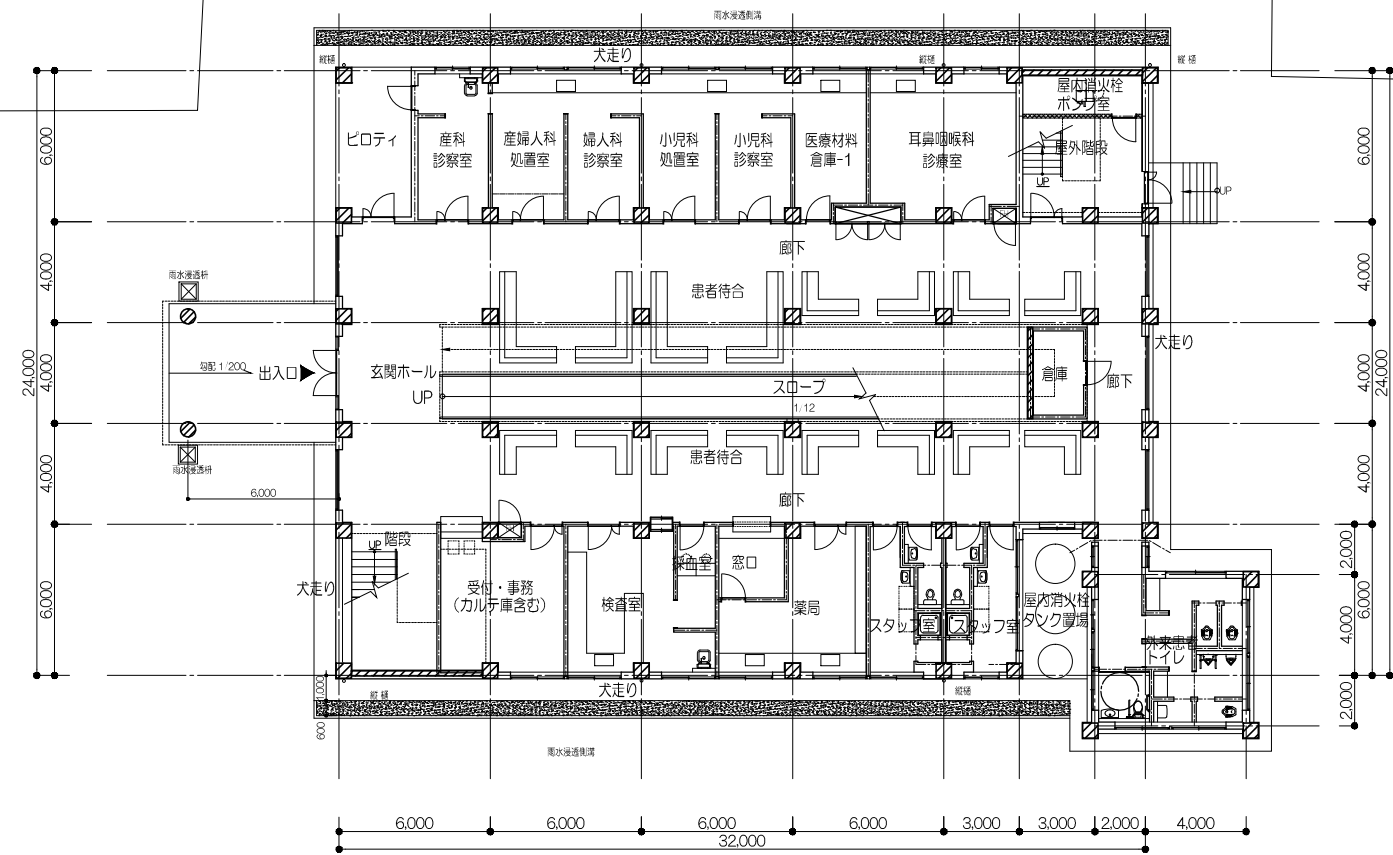 雨水浸透側溝
犬走り
縦樋
縦樋
縦 樋
屋内消火栓
ポンプ室
ピロティ
産科
診察室
産婦人科
処置室
婦人科
診察室
小児科
処置室
小児科
診察室
医療材料
倉庫-1
耳鼻咽喉科
診療室
屋外階段
UP
UP
6,000
6,000
廊下
雨水浸透枡
患者待合
4,000
4,000
24,000
24,000
勾配 1/200
出入口
玄関ホール
UP
スロープ
1/12
倉庫
廊下
犬走り
4,000
4,000
患者待合
雨水浸透枡
4,000
4,000
6,000
廊下
UP
階段
犬走り
受付・事務
(カルテ庫含む)
検査室
採血室
窓口
薬局
スタッフ室
スタッフ室
屋内消火栓
タンク置場
外来患者
トイレ
6,000
2,000
6,000
4,000
2,000
1,000
600
縦 樋
犬走り
縦樋
雨水浸透側溝
6,000
6,000
6,000
6,000
3,000
3,000
2,000
4,000
32,000